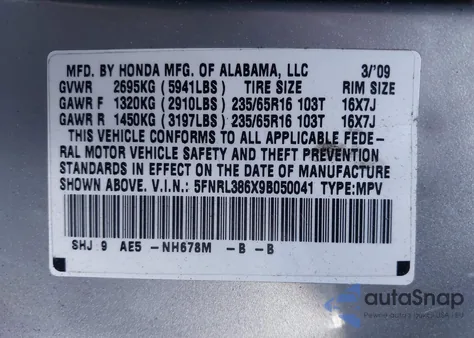 MFD. BY HONDA MFG. OF ALABAMA, LLC 3/'09
GVWR 2695KG (5941LBS) TIRE SIZE RIM SIZE
GAWR F 1320KG (2910LBS) 235/65R16 103T 16X7J
GAWR R 1450KG (3197LBS) 235/65R16 103T 16X7J
THIS VEHICLE CONFORMS TO ALL APPLICABLE FEDE-
RAL MOTOR VEHICLE SAFETY AND THEFT PREVENTION
STANDARDS IN EFFECT ON THE DATE OF MANUFACTURE
SHOWN ABOVE. V.I.N.: 5FNRL386X9B050041 TYPE:MPV
SHJ 9 AE5 -NH678M -B -B
autoSnap